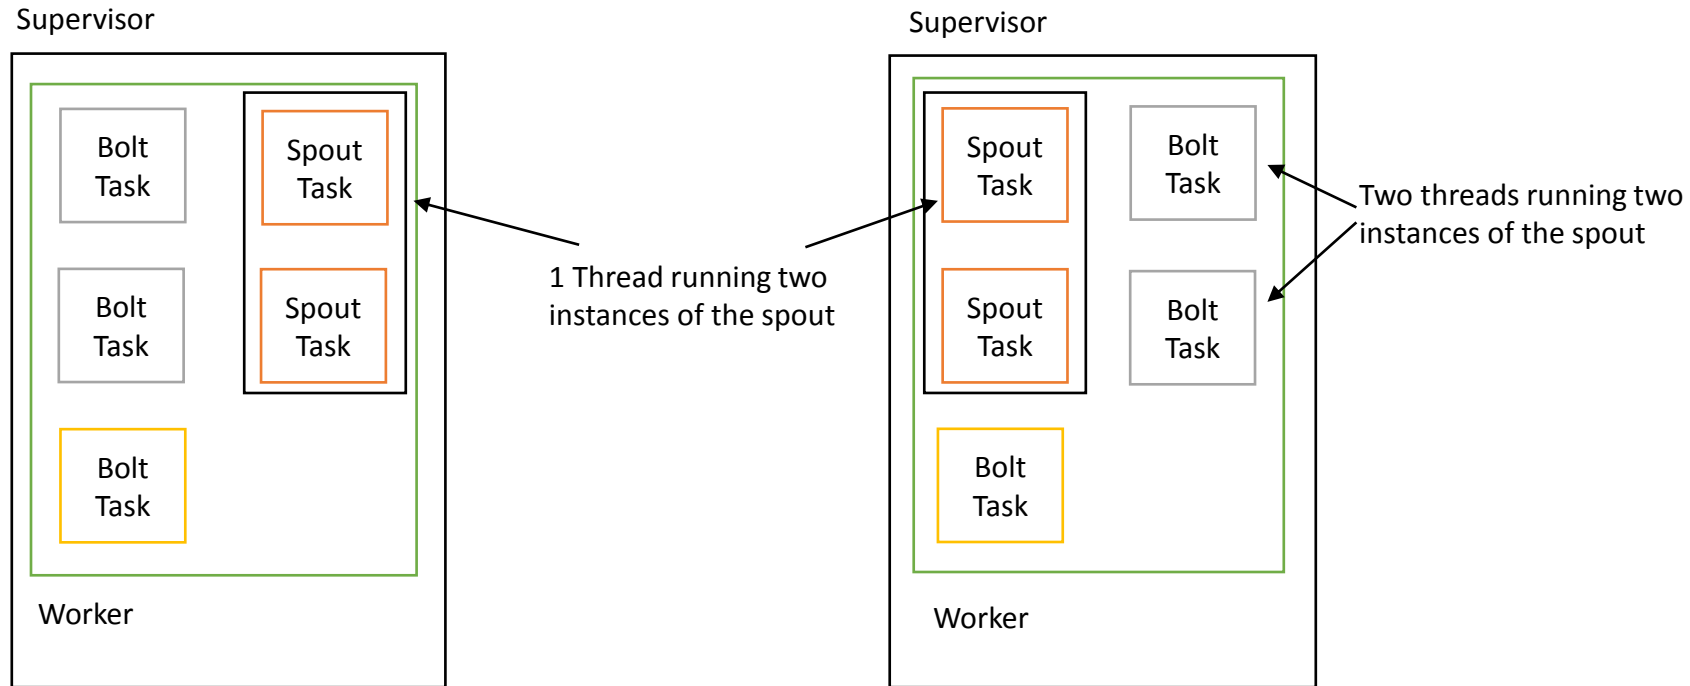 Supervisor
Bolt
Task
Spout
Task
Bolt
Task
Spout
Task
Bolt
Task
Worker
1 Thread running two
instances of the spout
Supervisor
Spout
Task
Bolt
Task
Spout
Task
Bolt
Task
Bolt
Task
Worker
Two threads running two
instances of the spout